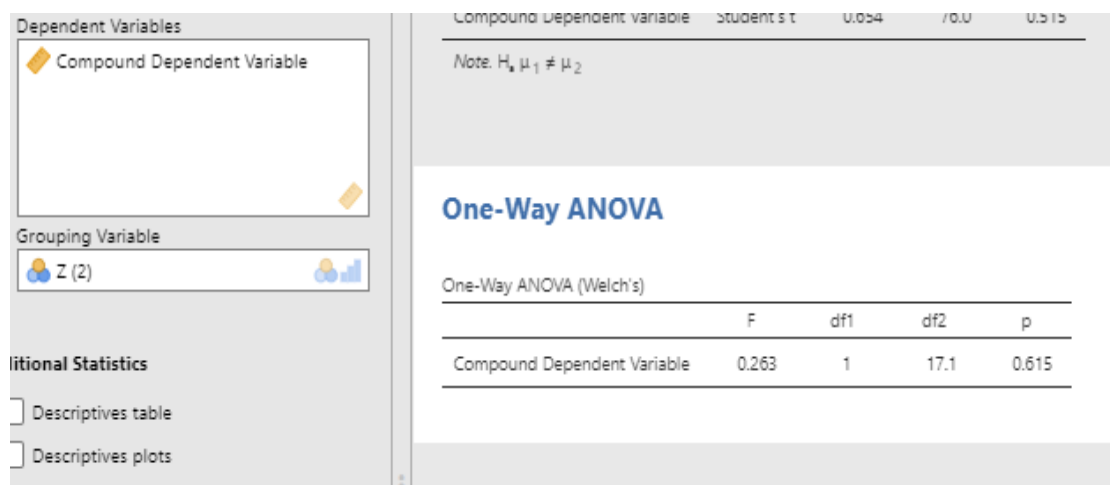 Dependent Variables
Compound Dependent Variable
Grouping Variable
Z (2)
itional Statistics
Descriptives table
Descriptives plots
Compound Dependent Variable Student's t 0.654 76.0 0.515
Note. Hₐ μ₁ ≠ μ₂
One-Way ANOVA
One-Way ANOVA (Welch's)
F df1 df2 p
Compound Dependent Variable 0.263 1 17.1 0.615